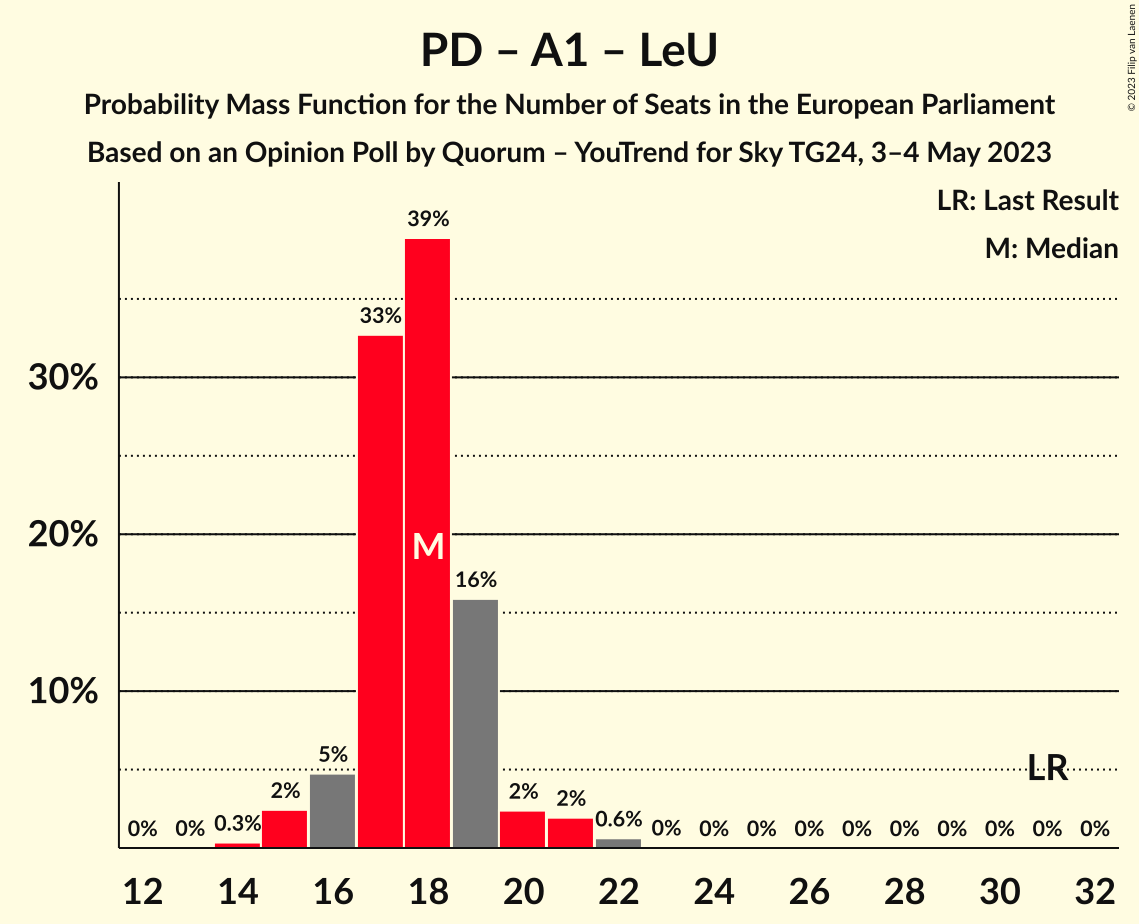 PD – A1 – LeU
Probability Mass Function for the Number of Seats in the European Parliament
Based on an Opinion Poll by Quorum – YouTrend for Sky TG24, 3–4 May 2023
© 2023 Filip van Laenen
LR: Last Result
M: Median
39%
33%
30%
20%
M
16%
10%
5%
LR
2%
2%
2%
0.3%
0.6%
0% 0% 0% 0% 0% 0% 0% 0% 0% 0% 0% 0%
12 14 16 18 20 22 24 26 28 30 32